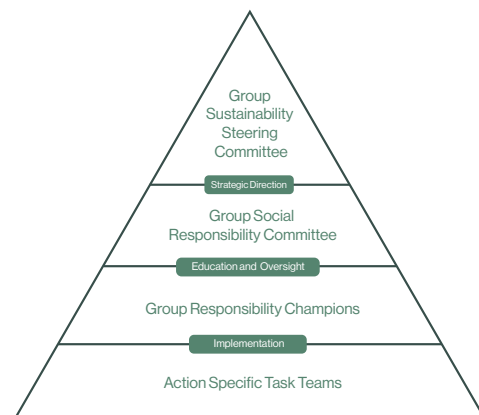 Group
Sustainability
Steering
Committee
Strategic Direction
Group Social
Responsibility Committee
Education and Oversight
Group Responsibility Champions
Implementation
Action Specific Task Teams